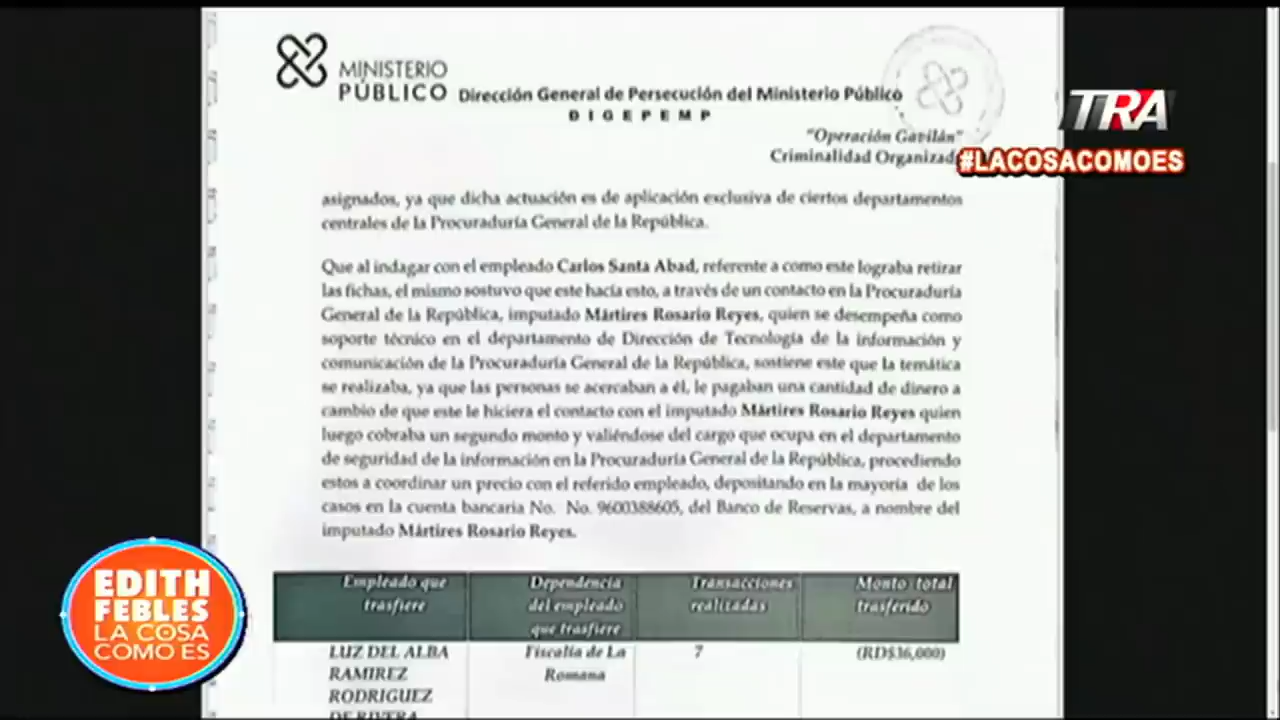 MINISTERIO
PÚBLICO Dirección General de Persecución del Ministerio Público
DIGEPEMP
"Operación Gavilán"
Criminalidad Organizad
TRA
#LACOSACOMOES
asignados, ya que dicha actuación es de aplicación exclusiva de ciertos departamentos
centrales de la Procuraduría General de la República.
Que al indagar con el empleado Carlos Santa Abad, referente a como este lograba retirar
las fichas, el mismo sostuvo que este hacía esto, a través de un contacto en la Procuraduría
General de la República, imputado Mártires Rosario Reyes, quien se desempeña como
soporte técnico en el departamento de Dirección de Tecnología de la información y
comunicación de la Procuraduría General de la República, sostiene este que la temática
se realizaba, ya que las personas se acercaban a él, le pagaban una cantidad de dinero a
cambio de que este le hiciera el contacto con el imputado Mártires Rosario Reyes quien
luego cobraba un segundo monto y valiéndose del cargo que ocupa en el departamento
de seguridad de la información en la Procuraduría General de la República, procediendo
estos a coordinar un precio con el referido empleado, depositando en la mayoría de los
casos en la cuenta bancaria No. No. 9600388605, del Banco de Reservas, a nombre del
imputado Mártires Rosario Reyes.
Empleado que
trasfiere
Dependencia
del empleado
que trasfiere
Transacciones
realizadas
Monto total
trasferido
LUZ DEL ALBA
RAMIREZ
RODRIGUEZ
DE RIVERA
Fiscalía de La
Romana
7
(RD$36,000)
EDITH
FEBLES
LA COSA
COMO ES